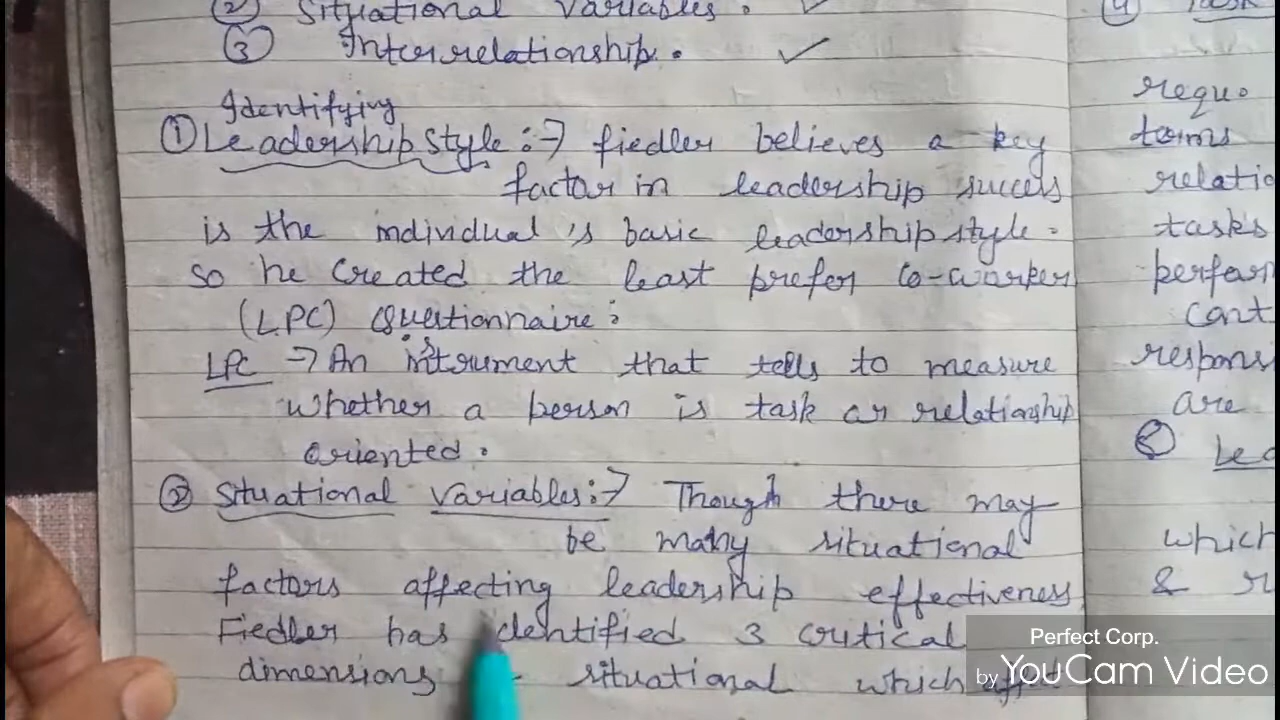 ② Situational Variables.
③ Interrelationship. ✓
Identifying
① Leadership Style :→ fiedler believes a key
factor in leadership success
is the individual's basic leadership style.
so he created the least prefer co-worker
(LPC) questionnaire:
LPC → An instrument that tells to measure
whether a person is task or relationship
oriented.
② Situational Variables:→ Though there may
be many situational
factors affecting leadership effectiveness
Fiedler has identified 3 critical
dimensions situational which
requ.
terms
relatio
tasks
perfor
cont
respons
are
Lea
which
&
Perfect Corp.
by YouCam Video